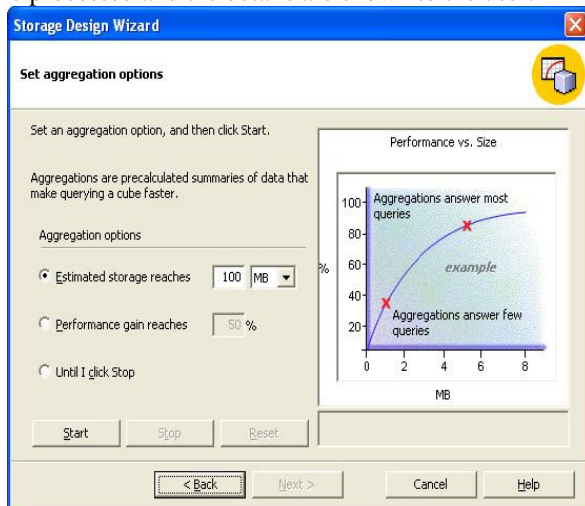 Storage Design Wizard
Set aggregation options
Set an aggregation option, and then click Start.
Aggregations are precalculated summaries of data that
make querying a cube faster.
Aggregation options
Estimated storage reaches 100 MB
Performance gain reaches 50 %
Until I click Stop
Start Stop Reset
Performance vs. Size
100
80
60
40
20
%
Aggregations answer most
queries
example
Aggregations answer few
queries
0 2 4 6 8
MB
< Back Next > Cancel Help